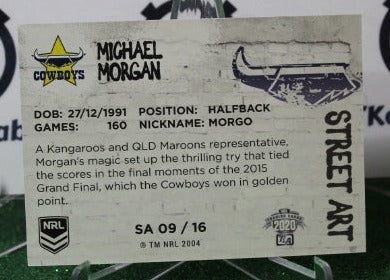 MICHAEL
MORGAN
COWBOYS
DOB: 27/12/1991 POSITION: HALFBACK
GAMES: 160 NICKNAME: MORGO
A Kangaroos and QLD Maroons representative,
Morgan's magic set up the thrilling try that tied
the scores in the final moments of the 2015
Grand Final, which the Cowboys won in golden
point.
STREET ART
NRL
SA 09 / 16
® TM NRL 2004
2020